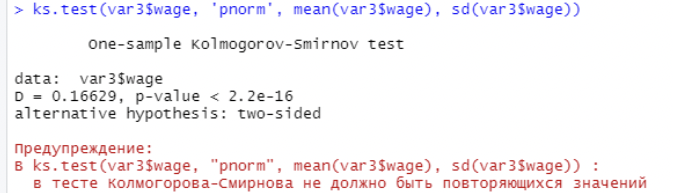 > ks.test(var3$wage, 'pnorm', mean(var3$wage), sd(var3$wage))
One-sample Kolmogorov-Smirnov test
data:  var3$wage
D = 0.16629, p-value < 2.2e-16
alternative hypothesis: two-sided
Предупреждение:
В ks.test(var3$wage, "pnorm", mean(var3$wage), sd(var3$wage)) :
в тесте Колмогорова-Смирнова не должно быть повторяющихся значений